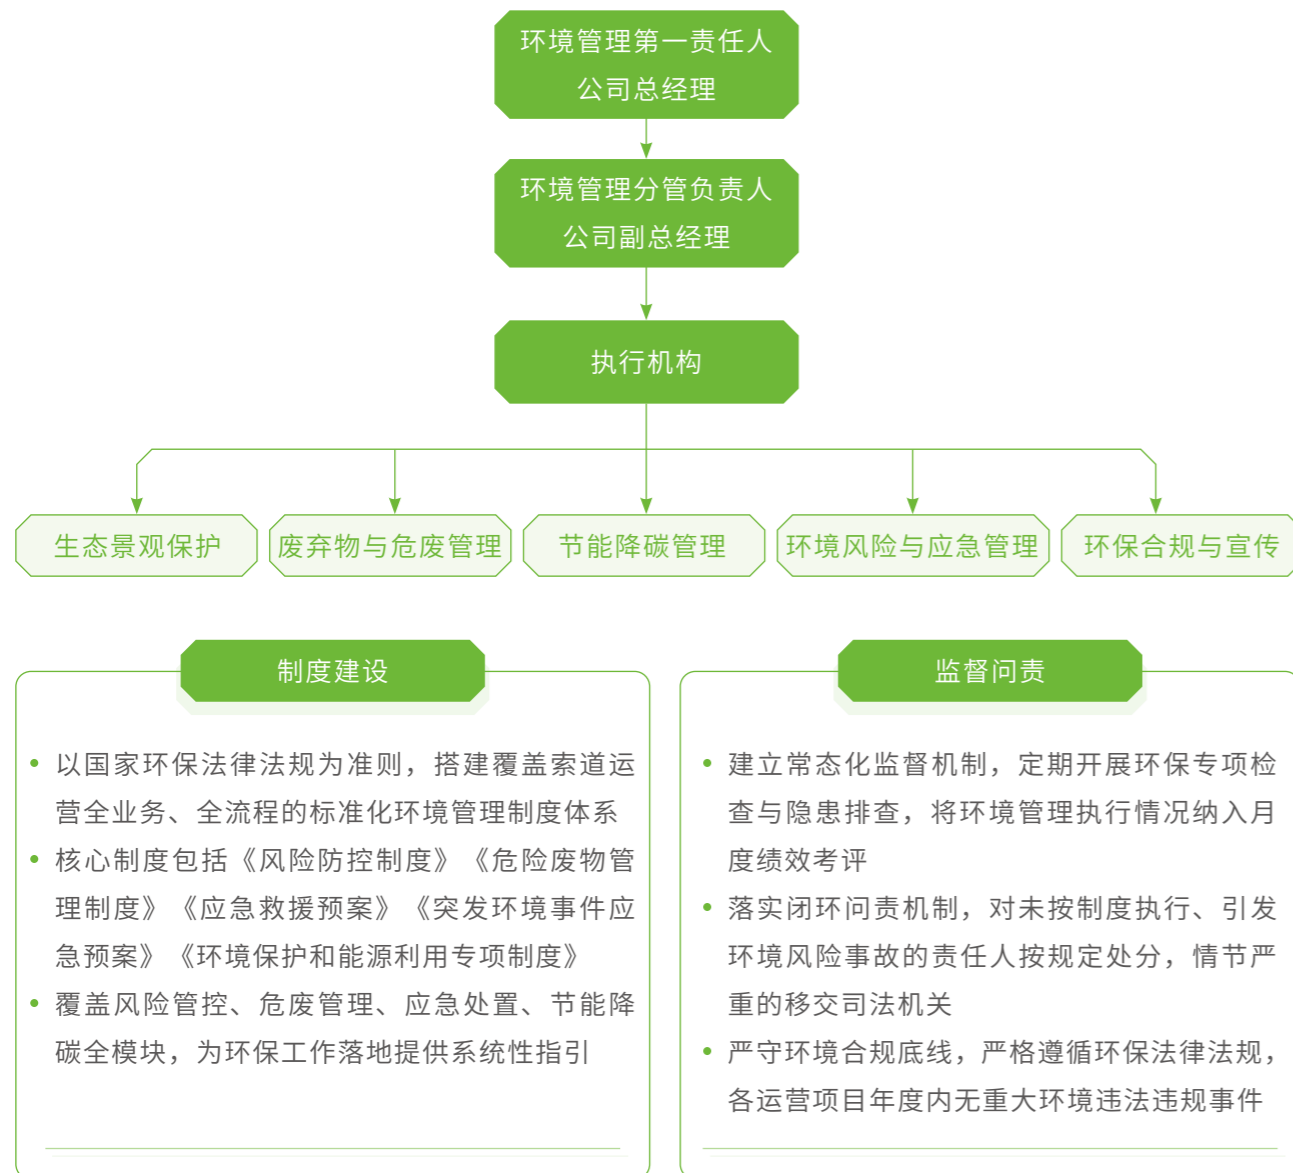 环境管理第一责任人
公司总经理
环境管理分管负责人
公司副总经理
执行机构
生态景观保护
废弃物与危废管理
节能降碳管理
环境风险与应急管理
环保合规与宣传
制度建设
以国家环保法律法规为准则，搭建覆盖索道运
营全业务、全流程的标准化环境管理制度体系
核心制度包括《风险防控制度》《危险废物管
理制度》《应急救援预案》《突发环境事件应
急预案》《环境保护和能源利用专项制度》
覆盖风险管控、危废管理、应急处置、节能降
碳全模块，为环保工作落地提供系统性指引
监督问责
建立常态化监督机制，定期开展环保专项检
查与隐患排查，将环境管理执行情况纳入月
度绩效考评
落实闭环问责机制，对未按制度执行、引发
环境风险事故的责任人按规定处分，情节严
重的移交司法机关
严守环境合规底线，严格遵循环保法律法规，
各运营项目年度内无重大环境违法违规事件